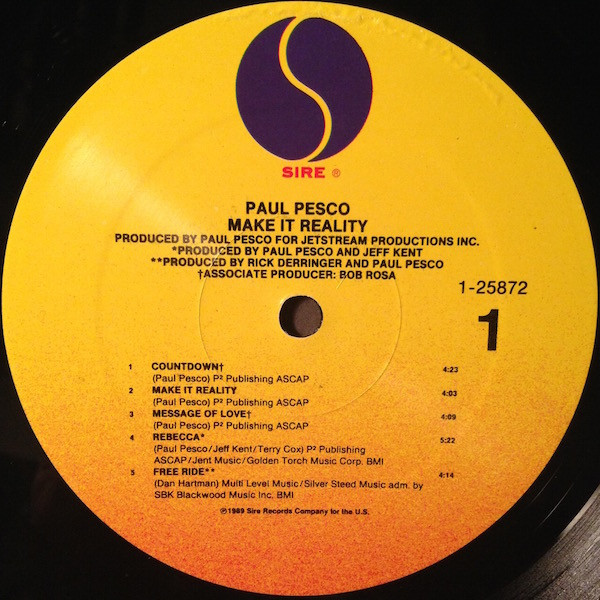 SIRE ®
PAUL PESCO
MAKE IT REALITY
PRODUCED BY PAUL PESCO FOR JETSTREAM PRODUCTIONS INC.
*PRODUCED BY PAUL PESCO AND JEFF KENT
**PRODUCED BY RICK DERRINGER AND PAUL PESCO
†ASSOCIATE PRODUCER: BOB ROSA
1-25872
1
1 COUNTDOWN† 4:23
(Paul Pesco) P² Publishing ASCAP
2 MAKE IT REALITY 4:03
(Paul Pesco) P² Publishing ASCAP
3 MESSAGE OF LOVE† 4:09
(Paul Pesco) P² Publishing ASCAP
4 REBECCA* 5:22
(Paul Pesco/Jeff Kent/Terry Cox) P² Publishing
ASCAP/Jent Music/Golden Torch Music Corp. BMI
5 FREE RIDE** 4:14
(Dan Hartman) Multi Level Music/Silver Steed Music adm. by
SBK Blackwood Music Inc. BMI
℗1989 Sire Records Company for the U.S.